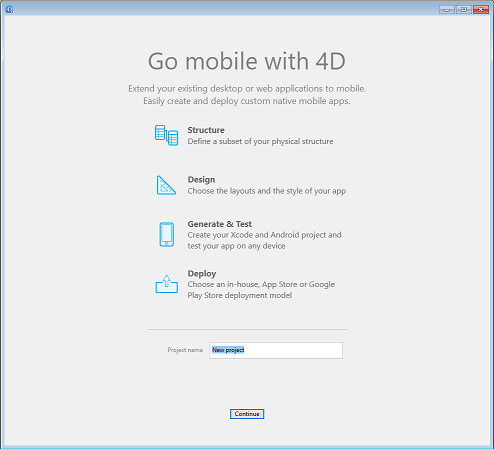 Go mobile with 4D
Extend your existing desktop or web applications to mobile.
Easily create and deploy custom native mobile apps.
Structure
Define a subset of your physical structure
Design
Choose the layouts and the style of your app
Generate & Test
Create your Xcode and Android project and
test your app on any device
Deploy
Choose an in-house, App Store or Google
Play Store deployment model
Project name New project
Continue